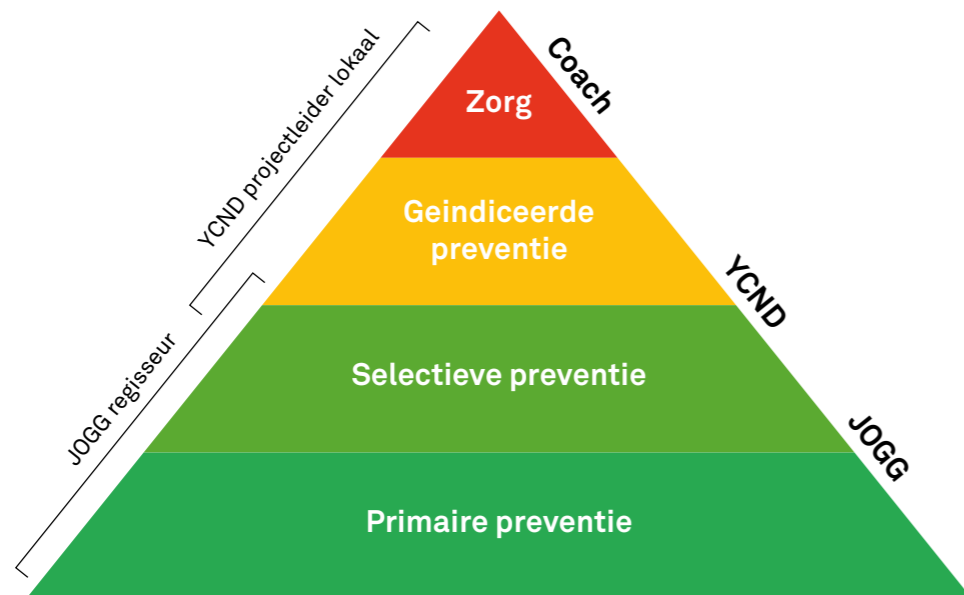 Coach
Zorg
YCND projectleider lokaal
Geindiceerde
preventie
YCND
JOGG regisseur
Selectieve preventie
JOGG
Primaire preventie